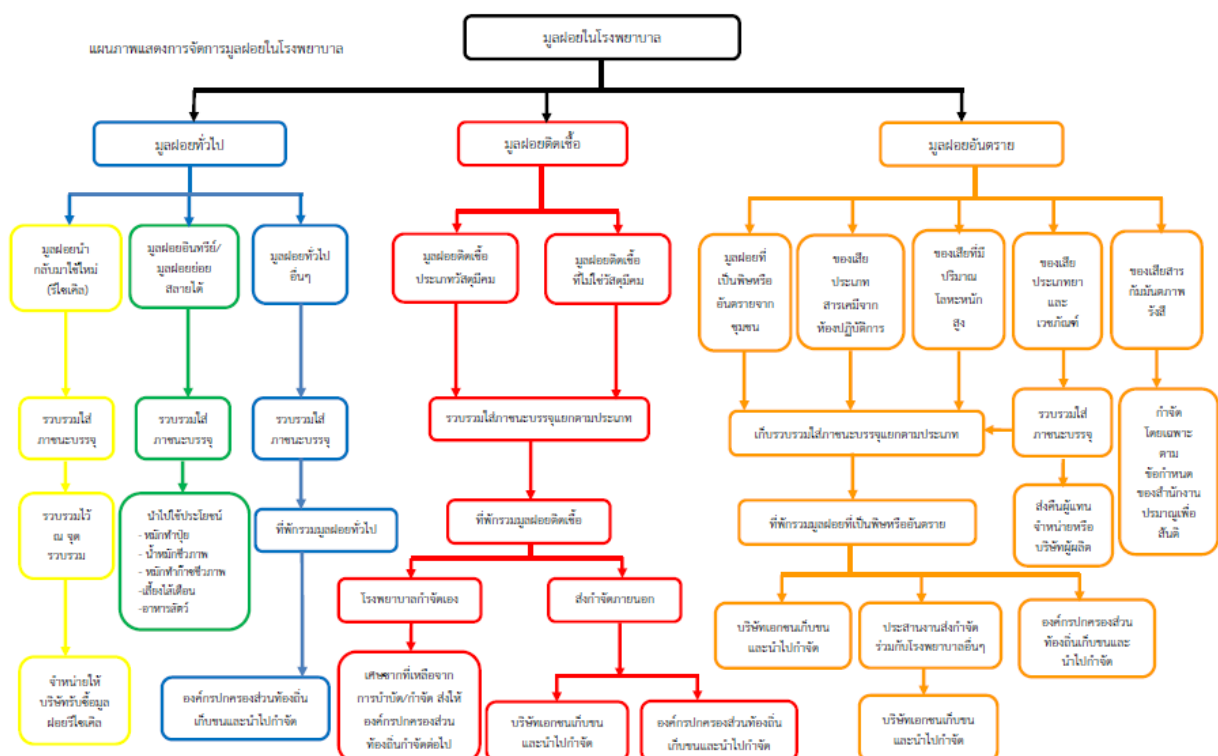 แผนภาพแสดงการจัดการมูลฝอยในโรงพยาบาล
มูลฝอยในโรงพยาบาล
มูลฝอยทั่วไป
มูลฝอยติดเชื้อ
มูลฝอยอันตราย
มูลฝอยนำ
กลับมาใช้ใหม่
(รีไซเคิล)
มูลฝอยอินทรีย์/
มูลฝอยย่อย
สลายได้
มูลฝอยทั่วไป
อื่นๆ
มูลฝอยติดเชื้อ
ประเภทวัสดุมีคม
มูลฝอยติดเชื้อ
ที่ไม่ใช่วัสดุมีคม
มูลฝอยที่
เป็นพิษหรือ
อันตรายจาก
ชุมชน
ของเสีย
ประเภท
สารเคมีจาก
ห้องปฏิบัติการ
ของเสียที่มี
ปริมาณ
โลหะหนัก
สูง
ของเสีย
ประเภทยา
และ
เวชภัณฑ์
ของเสียสาร
กัมมันตภาพ
รังสี
รวบรวมใส่
ภาชนะบรรจุ
รวบรวมใส่
ภาชนะบรรจุ
รวบรวมใส่
ภาชนะบรรจุ
รวบรวมใส่ภาชนะบรรจุแยกตามประเภท
เก็บรวบรวมใส่ภาชนะบรรจุแยกตามประเภท
รวบรวมใส่
ภาชนะบรรจุ
กำจัด
โดยเฉพาะ
ตาม
ข้อกำหนด
ของสำนักงาน
ปรมาณูเพื่อ
สันติ
รวบรวมไว้
ณ จุด
รวบรวม
นำไปใช้ประโยชน์
- หมักทำปุ๋ย
- น้ำหมักชีวภาพ
- หมักทำก๊าซชีวภาพ
-เลี้ยงไส้เดือน
-อาหารสัตว์
ที่พักรวมมูลฝอยทั่วไป
ที่พักรวมมูลฝอยติดเชื้อ
ที่พักรวมมูลฝอยที่เป็นพิษหรืออันตราย
ส่งคืนผู้แทน
จำหน่ายหรือ
บริษัทผู้ผลิต
โรงพยาบาลกำจัดเอง
ส่งกำจัดภายนอก
บริษัทเอกชนเก็บขน
และนำไปกำจัด
ประสานงานส่งกำจัด
ร่วมกับโรงพยาบาลอื่นๆ
องค์กรปกครองส่วน
ท้องถิ่นเก็บขนและ
นำไปกำจัด
จำหน่ายให้
บริษัทรับซื้อมูล
ฝอยรีไซเคิล
องค์กรปกครองส่วนท้องถิ่น
เก็บขนและนำไปกำจัด
เศษซากที่เหลือจาก
การบำบัด/กำจัด ส่งให้
องค์กรปกครองส่วน
ท้องถิ่นกำจัดต่อไป
บริษัทเอกชนเก็บขน
และนำไปกำจัด
องค์กรปกครองส่วนท้องถิ่น
เก็บขนและนำไปกำจัด
บริษัทเอกชนเก็บขน
และนำไปกำจัด